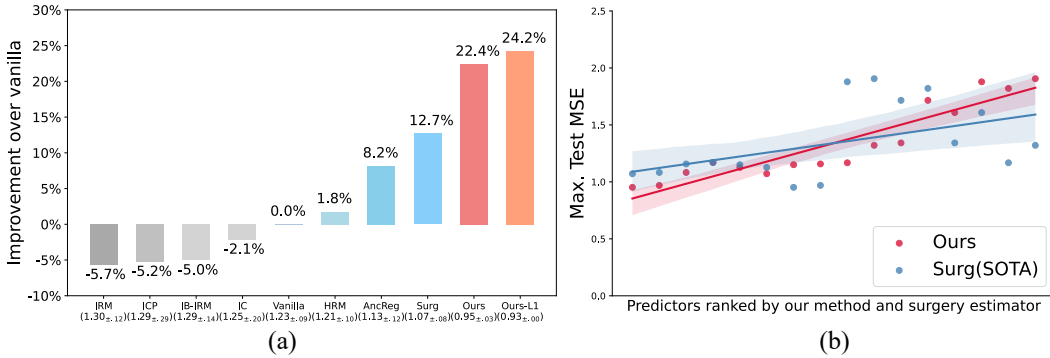 (a)
Improvement over vanilla
30%
25%
20%
15%
10%
5%
0%
-5%
-10%
-5.7%
-5.2%
-5.0%
-2.1%
0.0%
1.8%
8.2%
12.7%
22.4%
24.2%
IRM ICP IB-IRM IC Vanilla HRM AncReg Surg Ours Ours-L1
(1.30±.12) (1.29±.29) (1.29±.14) (1.25±.20) (1.23±.09) (1.21±.10) (1.13±.12) (1.07±.08) (0.95±.03) (0.93±.00)
(a)
(b)
Max. Test MSE
2.5
2.0
1.5
1.0
0.5
0.0
Ours
Surg(SOTA)
Predictors ranked by our method and surgery estimator
(b)